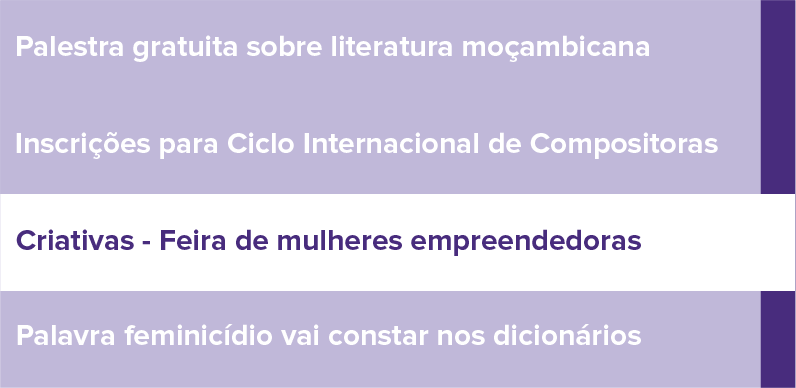 Palestra gratuita sobre literatura moçambicana
Inscrições para Ciclo Internacional de Compositoras
Criativas - Feira de mulheres empreendedoras
Palavra feminicídio vai constar nos dicionários